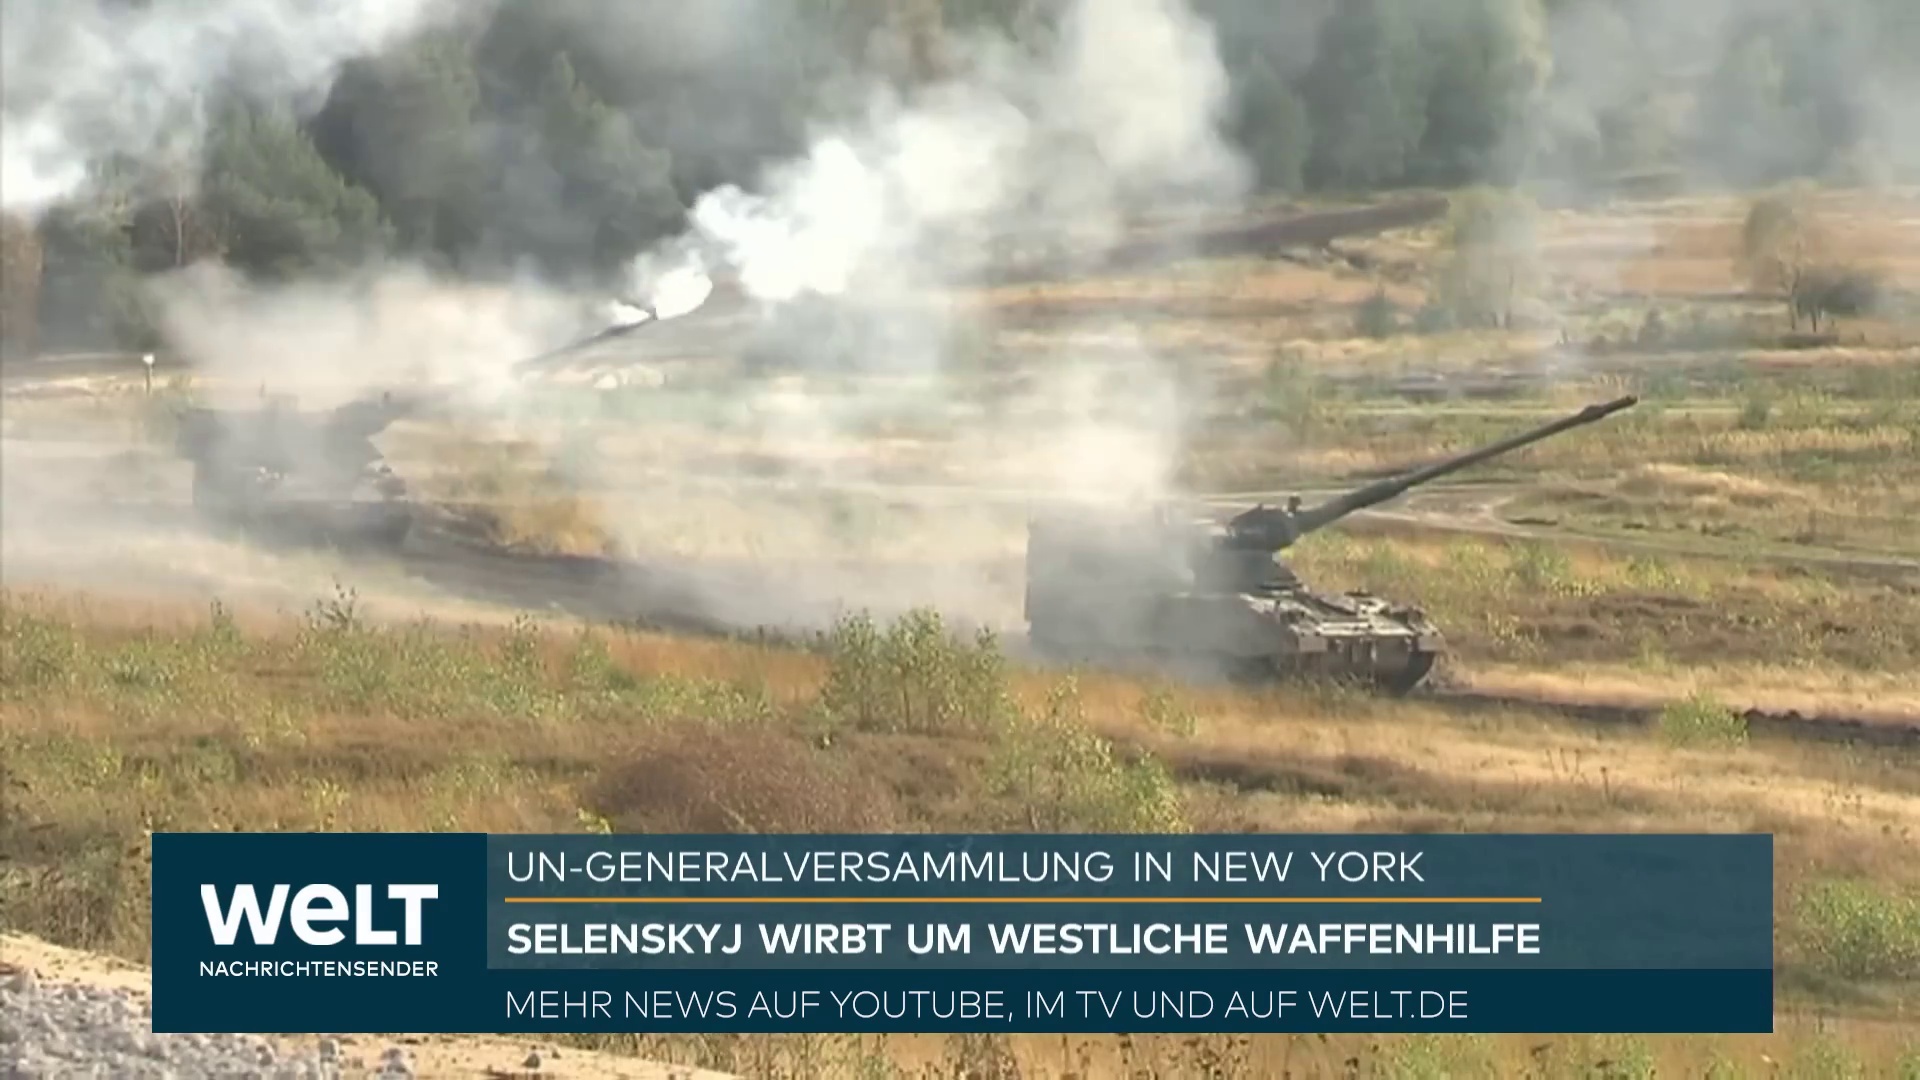 UN-GENERALVERSAMMLUNG IN NEW YORK
SELENSKYJ WIRBT UM WESTLICHE WAFFENHILFE
MEHR NEWS AUF YOUTUBE, IM TV UND AUF WELT.DE
WELT
NACHRICHTENSENDER